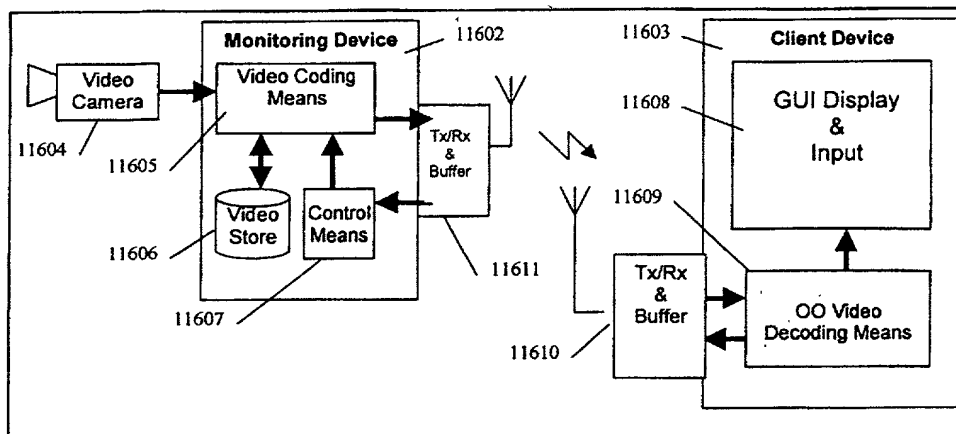 Monitoring Device
11602
11603
Client Device
Video
Camera
Video Coding
Means
GUI Display
&
Input
11608
11604
11605
Tx/Rx
&
Buffer
Video
Store
Control
Means
11609
11606
11611
Tx/Rx
&
Buffer
OO Video
Decoding Means
11607
11610